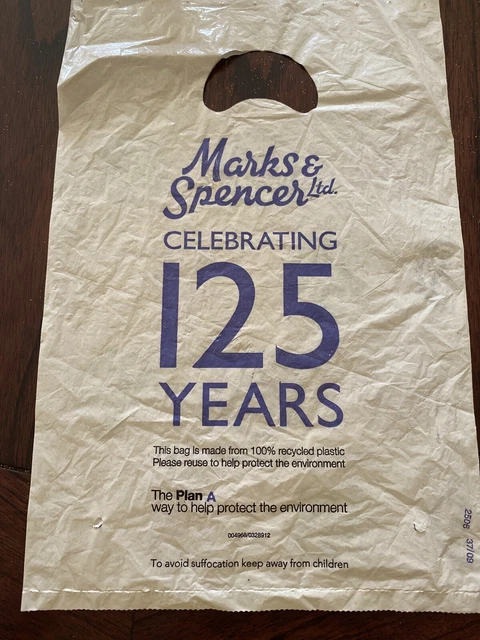 Marks &
Spencer Ltd.
CELEBRATING
125
YEARS
This bag is made from 100% recycled plastic
Please reuse to help protect the environment
The Plan A
way to help protect the environment
004968/0328912
To avoid suffocation keep away from children
2506 37/09